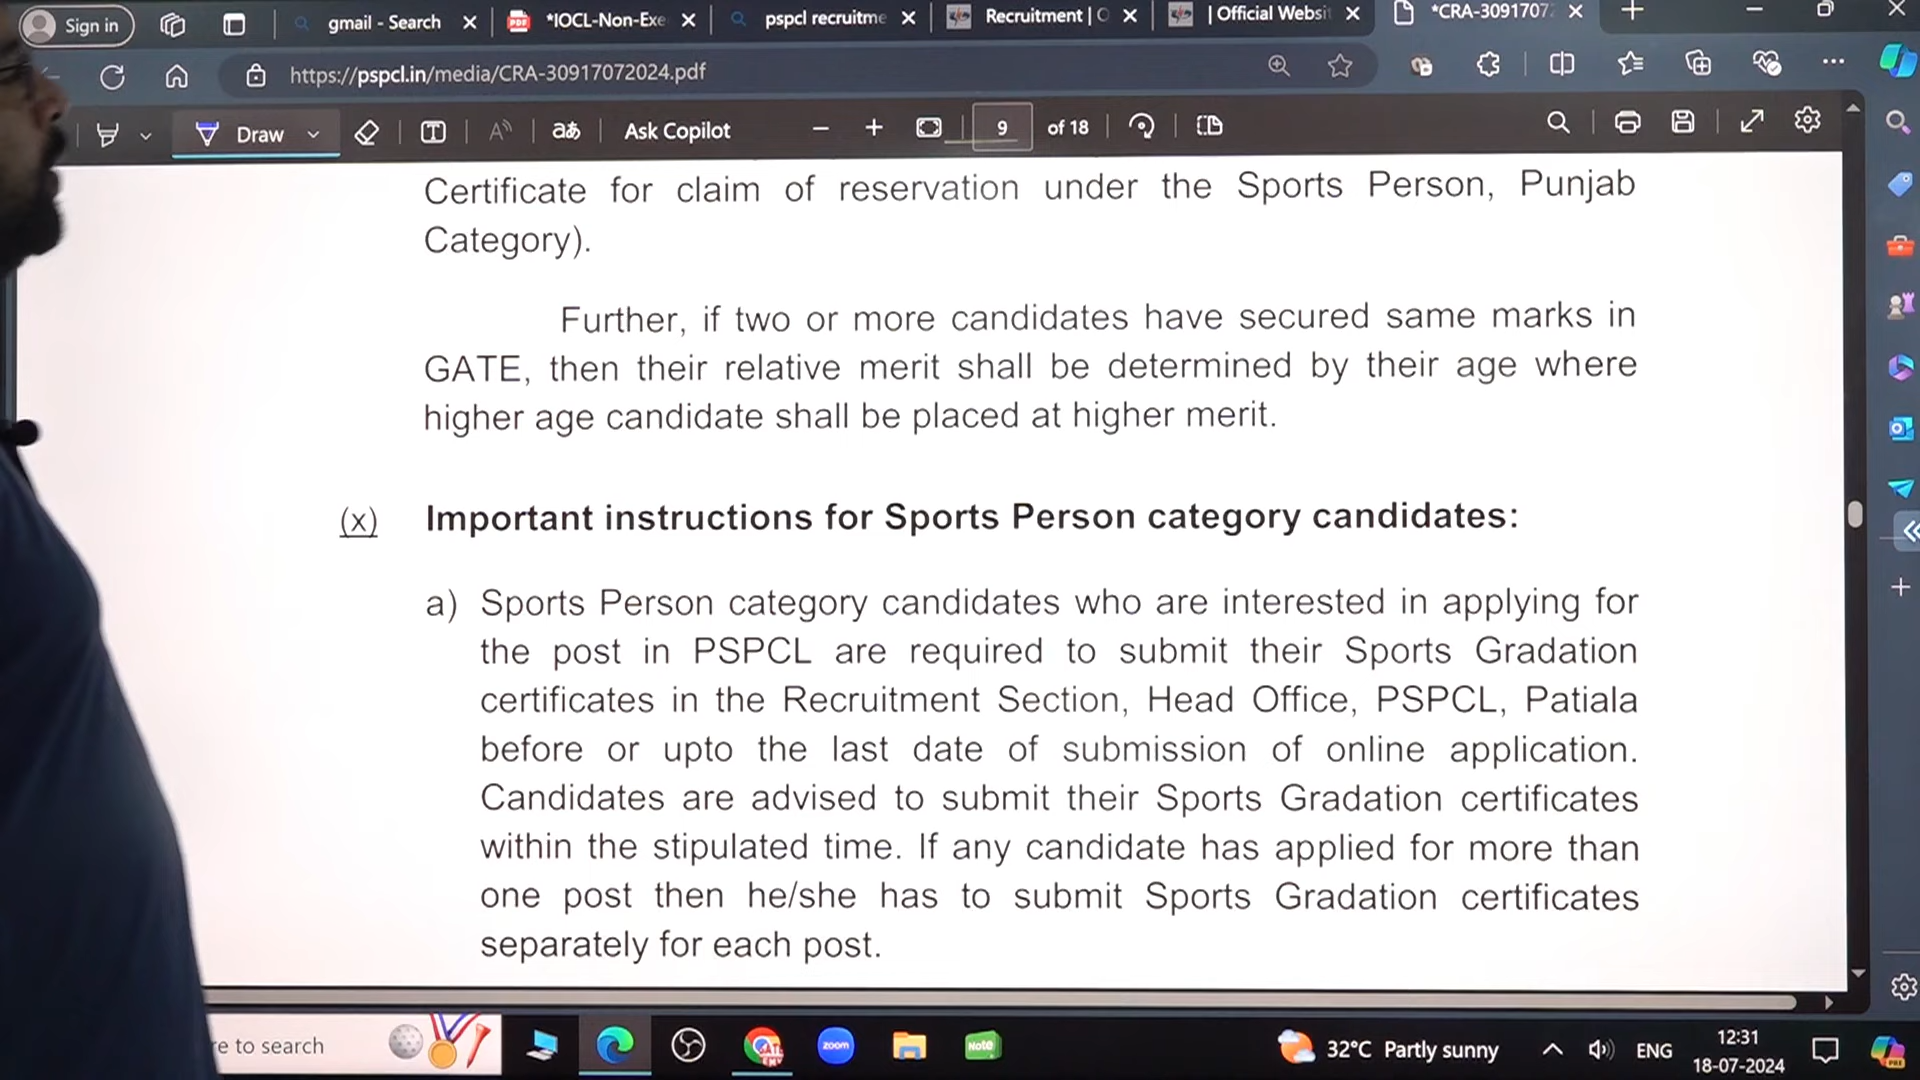 Sign in
gmail - Search
*IOCL-Non-Exe
pspcl recruitme
Recruitment |
| Official Websi
*CRA-3091707
https://pspcl.in/media/CRA-30917072024.pdf
Draw
Ask Copilot
9 of 18
Certificate for claim of reservation under the Sports Person, Punjab
Category).
Further, if two or more candidates have secured same marks in
GATE, then their relative merit shall be determined by their age where
higher age candidate shall be placed at higher merit.
(x) Important instructions for Sports Person category candidates:
a) Sports Person category candidates who are interested in applying for
the post in PSPCL are required to submit their Sports Gradation
certificates in the Recruitment Section, Head Office, PSPCL, Patiala
before or upto the last date of submission of online application.
Candidates are advised to submit their Sports Gradation certificates
within the stipulated time. If any candidate has applied for more than
one post then he/she has to submit Sports Gradation certificates
separately for each post.
re to search
zoom
Note
32°C Partly sunny
ENG
12:31
18-07-2024